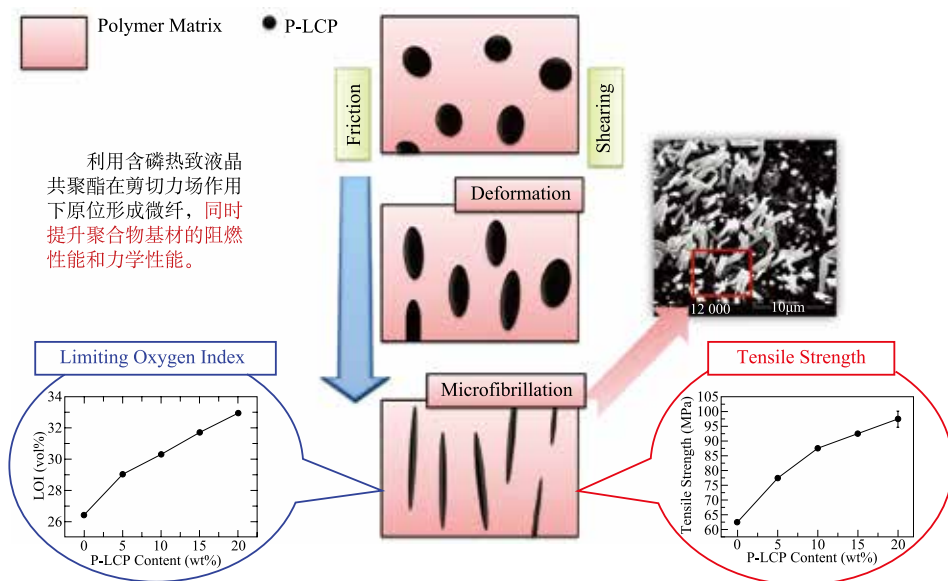 Polymer Matrix
P-LCP
Friction
Shearing
利用含磷热致液晶
共聚酯在剪切力场作用
下原位形成微纤，同时
提升聚合物基材的阻燃
性能和力学性能。
Deformation
12 000 10μm
Microfibrillation
Limiting Oxygen Index
34
32
30
28
26
LOI (vol%)
0 5 10 15 20
P-LCP Content (wt%)
Tensile Strength
105
100
95
90
85
80
75
70
65
60
Tensile Strength (MPa)
0 5 10 15 20
P-LCP Content (wt%)